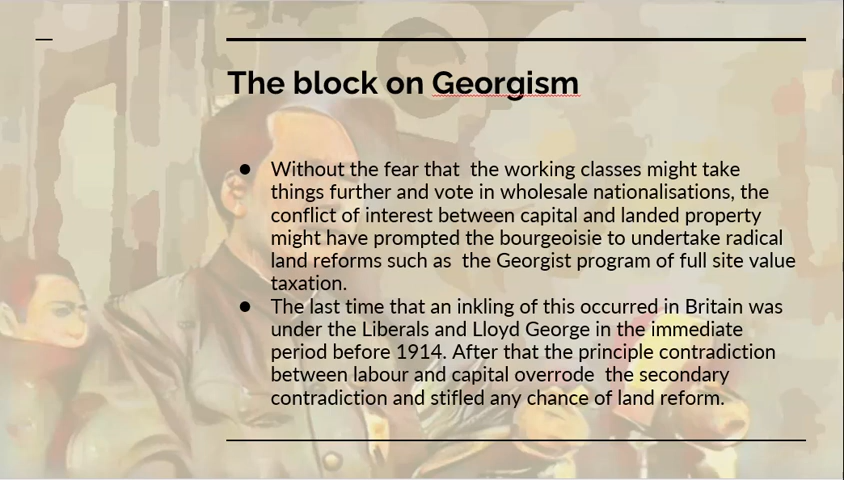 The block on Georgism
● Without the fear that  the working classes might take
things further and vote in wholesale nationalisations, the
conflict of interest between capital and landed property
might have prompted the bourgeoisie to undertake radical
land reforms such as  the Georgist program of full site value
taxation.
● The last time that an inkling of this occurred in Britain was
under the Liberals and Lloyd George in the immediate
period before 1914. After that the principle contradiction
between labour and capital overrode  the secondary
contradiction and stifled any chance of land reform.